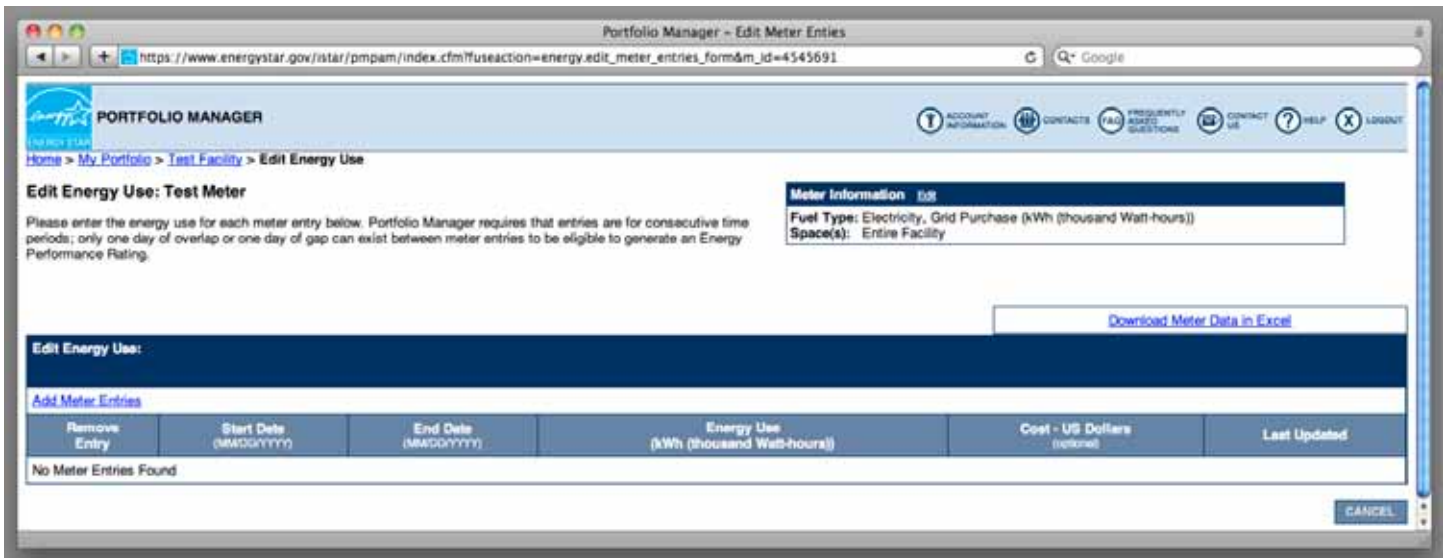 Portfolio Manager – Edit Meter Enties
https://www.energystar.gov/istar/pmpam/index.cfm?fuseaction=energy.edit_meter_entries_form&m_id=4545691
Google
ENERGY STAR
PORTFOLIO MANAGER
ACCOUNT INFORMATION
CONTACTS
FAQ FREQUENTLY ASKED QUESTIONS
CONTACT US
? HELP
X LOGOUT
Home > My Portfolio > Test Facility > Edit Energy Use
Edit Energy Use: Test Meter
Please enter the energy use for each meter entry below. Portfolio Manager requires that entries are for consecutive time
periods; only one day of overlap or one day of gap can exist between meter entries to be eligible to generate an Energy
Performance Rating.
Meter Information Edit
Fuel Type: Electricity, Grid Purchase (kWh (thousand Watt-hours))
Space(s): Entire Facility
Download Meter Data in Excel
Edit Energy Use:
Add Meter Entries
Remove Entry
Start Date (MM/DD/YYYY)
End Date (MM/DD/YYYY)
Energy Use (kWh (thousand Watt-hours))
Cost - US Dollars (optional)
Last Updated
No Meter Entries Found
CANCEL